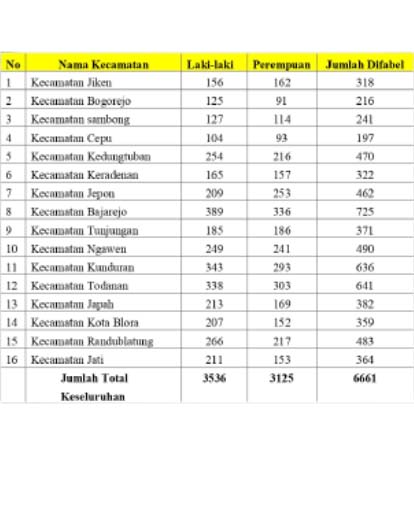 No Nama Kecamatan Laki-laki Perempuan Jumlah Difabel
1 Kecamatan Jiken 156 162 318
2 Kecamatan Bogorejo 125 91 216
3 Kecamatan sambong 127 114 241
4 Kecamatan Cepu 104 93 197
5 Kecamatan Kedungtuban 254 216 470
6 Kecamatan Keradenan 165 157 322
7 Kecamatan Jepon 209 253 462
8 Kecamatan Bajarejo 389 336 725
9 Kecamatan Tunjungan 185 186 371
10 Kecamatan Ngawen 249 241 490
11 Kecamatan Kunduran 343 293 636
12 Kecamatan Todanan 338 303 641
13 Kecamatan Japah 213 169 382
14 Kecamatan Kota Blora 207 152 359
15 Kecamatan Randublatung 266 217 483
16 Kecamatan Jati 211 153 364
Jumlah Total 3536 3125 6661
Keseluruhan